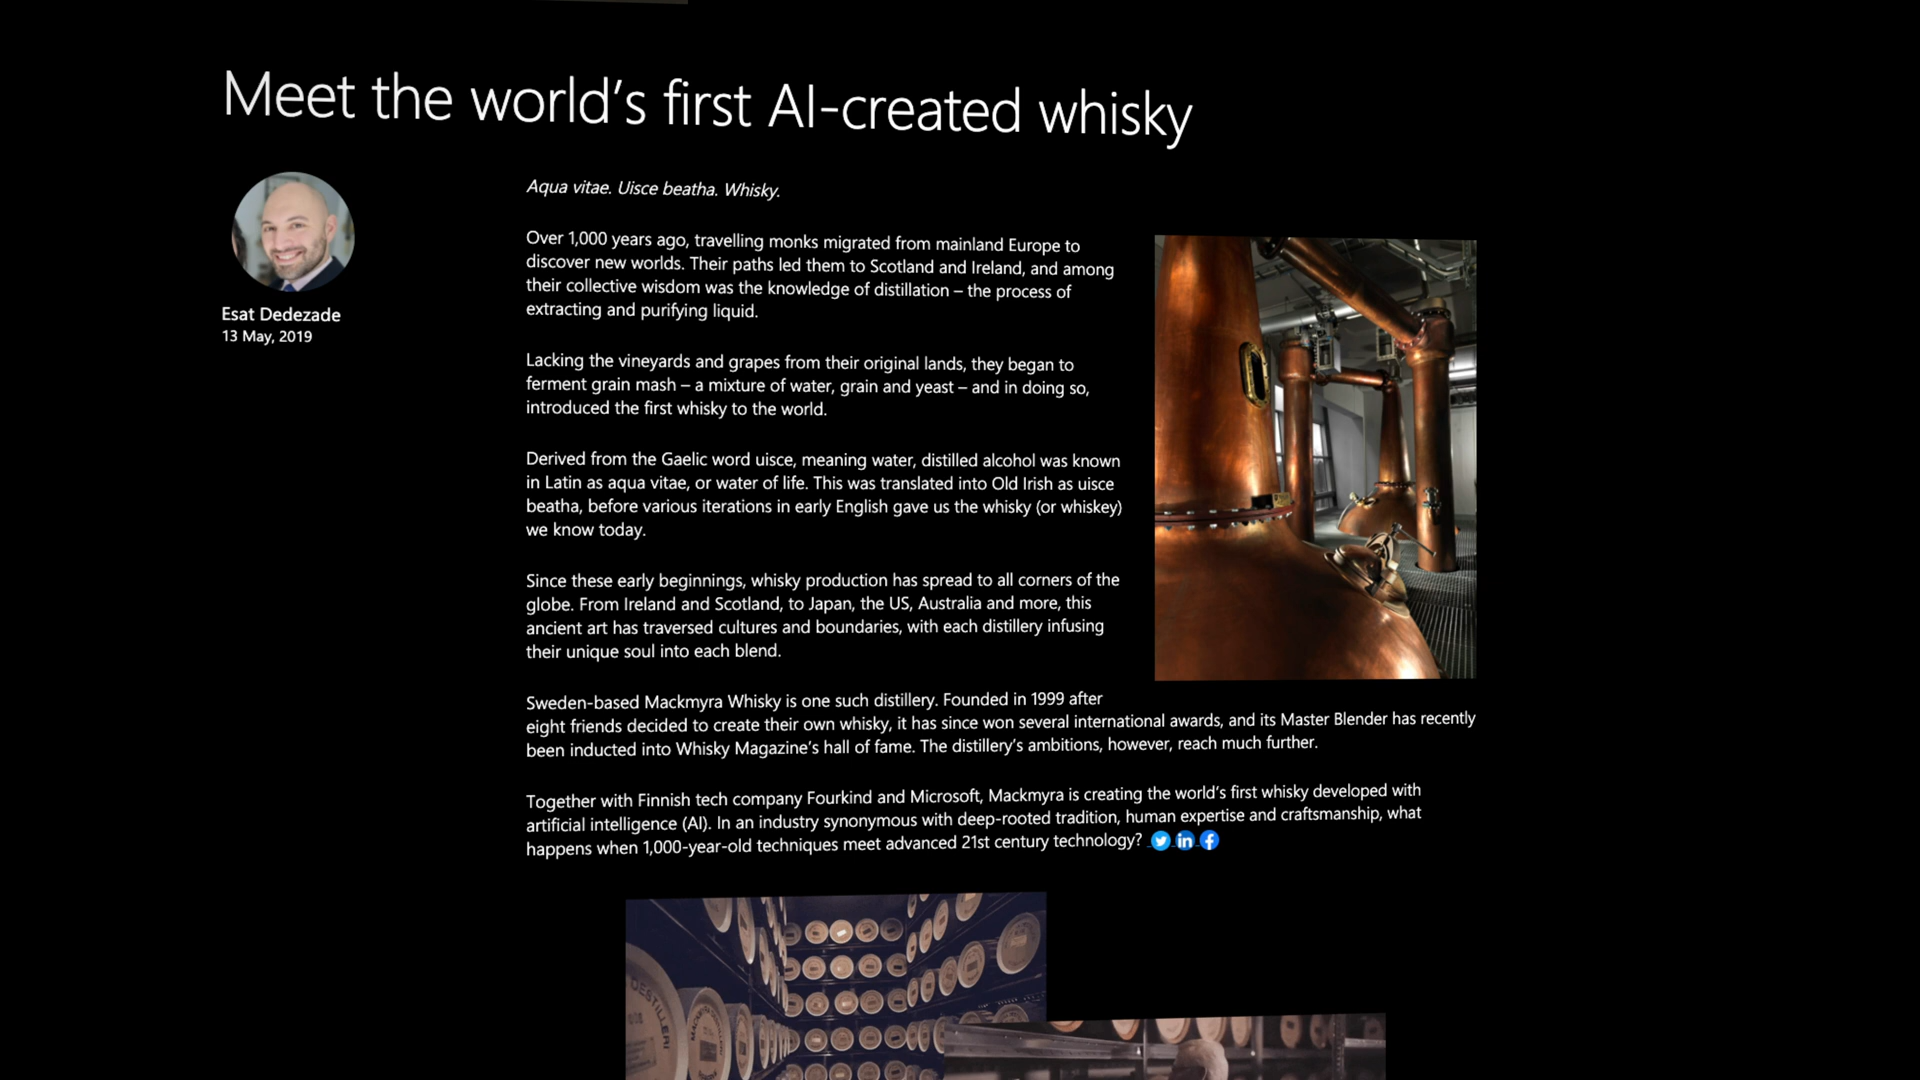 Meet the world's first AI-created whisky
Esat Dedezade
13 May, 2019
Aqua vitae. Uisce beatha. Whisky.
Over 1,000 years ago, travelling monks migrated from mainland Europe to
discover new worlds. Their paths led them to Scotland and Ireland, and among
their collective wisdom was the knowledge of distillation – the process of
extracting and purifying liquid.
Lacking the vineyards and grapes from their original lands, they began to
ferment grain mash – a mixture of water, grain and yeast – and in doing so,
introduced the first whisky to the world.
Derived from the Gaelic word uisce, meaning water, distilled alcohol was known
in Latin as aqua vitae, or water of life. This was translated into Old Irish as uisce
beatha, before various iterations in early English gave us the whisky (or whiskey)
we know today.
Since these early beginnings, whisky production has spread to all corners of the
globe. From Ireland and Scotland, to Japan, the US, Australia and more, this
ancient art has traversed cultures and boundaries, with each distillery infusing
their unique soul into each blend.
Sweden-based Mackmyra Whisky is one such distillery. Founded in 1999 after
eight friends decided to create their own whisky, it has since won several international awards, and its Master Blender has recently
been inducted into Whisky Magazine's hall of fame. The distillery's ambitions, however, reach much further.
Together with Finnish tech company Fourkind and Microsoft, Mackmyra is creating the world's first whisky developed with
artificial intelligence (AI). In an industry synonymous with deep-rooted tradition, human expertise and craftsmanship, what
happens when 1,000-year-old techniques meet advanced 21st century technology?